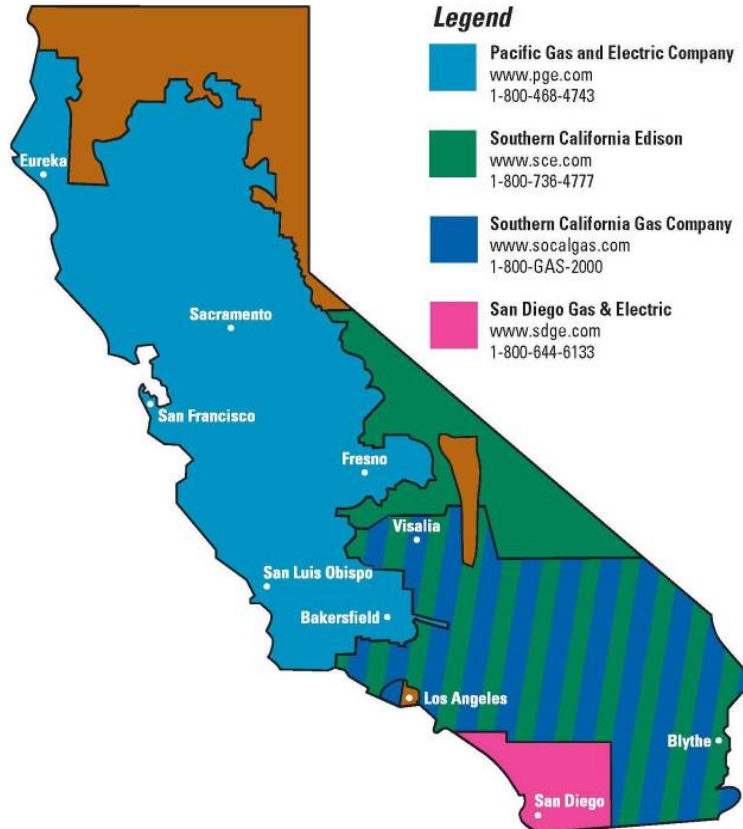 Legend
Pacific Gas and Electric Company
www.pge.com
1-800-468-4743
Southern California Edison
www.sce.com
1-800-736-4777
Southern California Gas Company
www.socalgas.com
1-800-GAS-2000
San Diego Gas & Electric
www.sdge.com
1-800-644-6133
Eureka
Sacramento
San Francisco
Fresno
Visalia
San Luis Obispo
Bakersfield
Los Angeles
Blythe
San Diego